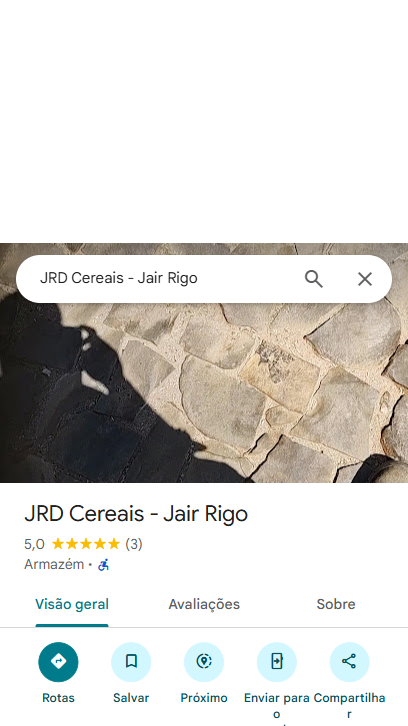 JRD Cereais - Jair Rigo
JRD Cereais - Jair Rigo
5,0 (3)
Armazém ·
Visão geral Avaliações Sobre
Rotas Salvar Próximo Enviar para Compartilha
o r